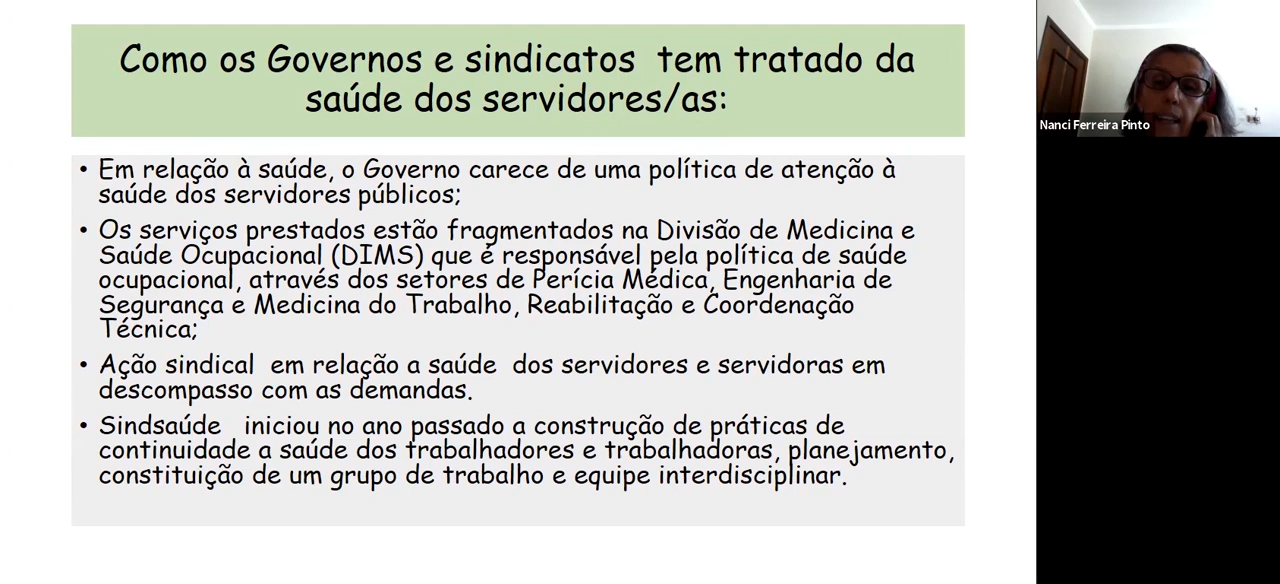 Como os Governos e sindicatos  tem tratado da
saúde dos servidores/as:
• Em relação à saúde, o Governo carece de uma política de atenção à
saúde dos servidores públicos;
• Os serviços prestados estão fragmentados na Divisão de Medicina e
Saúde Ocupacional (DIMS) que é responsável pela política de saúde
ocupacional, através dos setores de Perícia Médica, Engenharia de
Segurança e Medicina do Trabalho, Reabilitação e Coordenação
Técnica;
• Ação sindical  em relação a saúde  dos servidores e servidoras em
descompasso com as demandas.
• Sindsaúde   iniciou no ano passado a construção de práticas de
continuidade a saúde dos trabalhadores e trabalhadoras, planejamento,
constituição de um grupo de trabalho e equipe interdisciplinar.
Nanci Ferreira Pinto